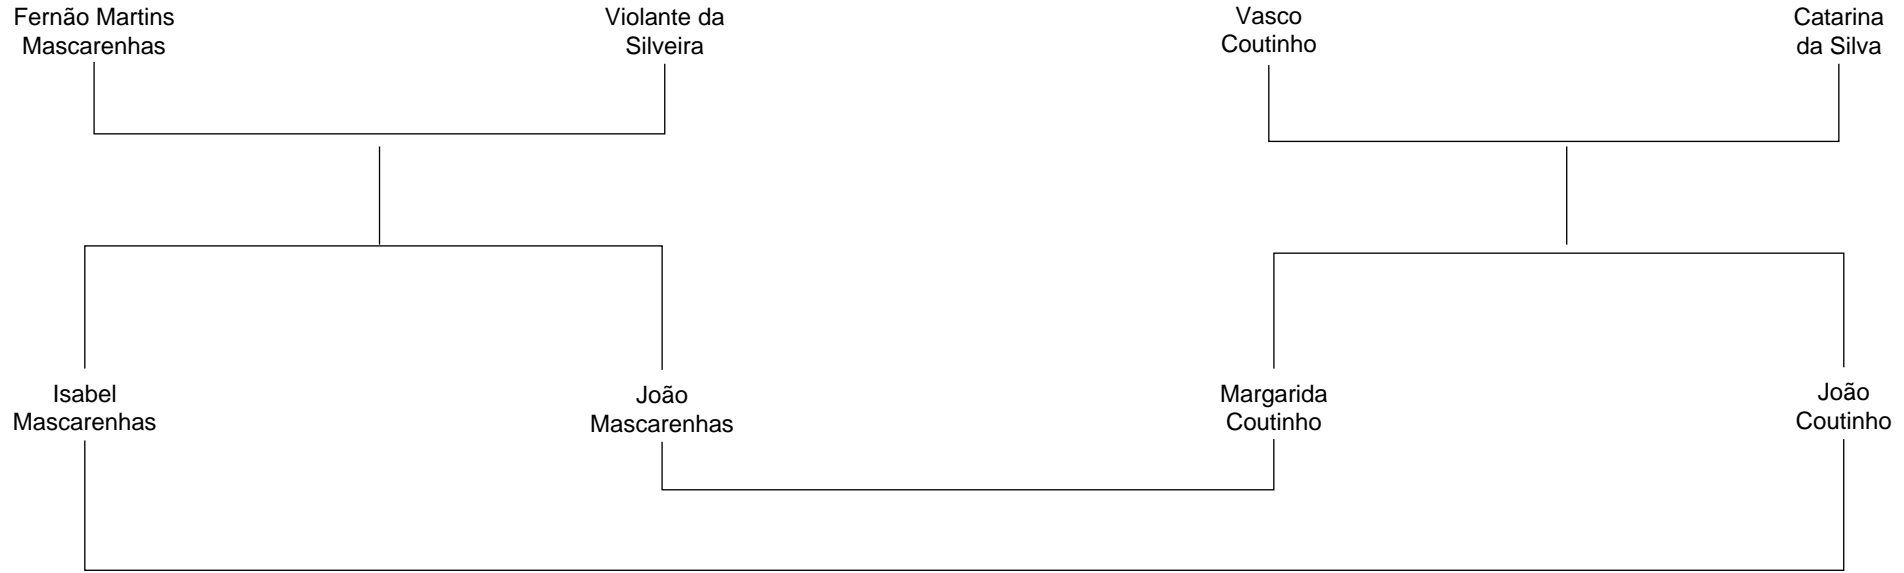 Fernão Martins
Mascarenhas
Violante da
Silveira
Vasco
Coutinho
Catarina
da Silva
Isabel
Mascarenhas
João
Mascarenhas
Margarida
Coutinho
João
Coutinho